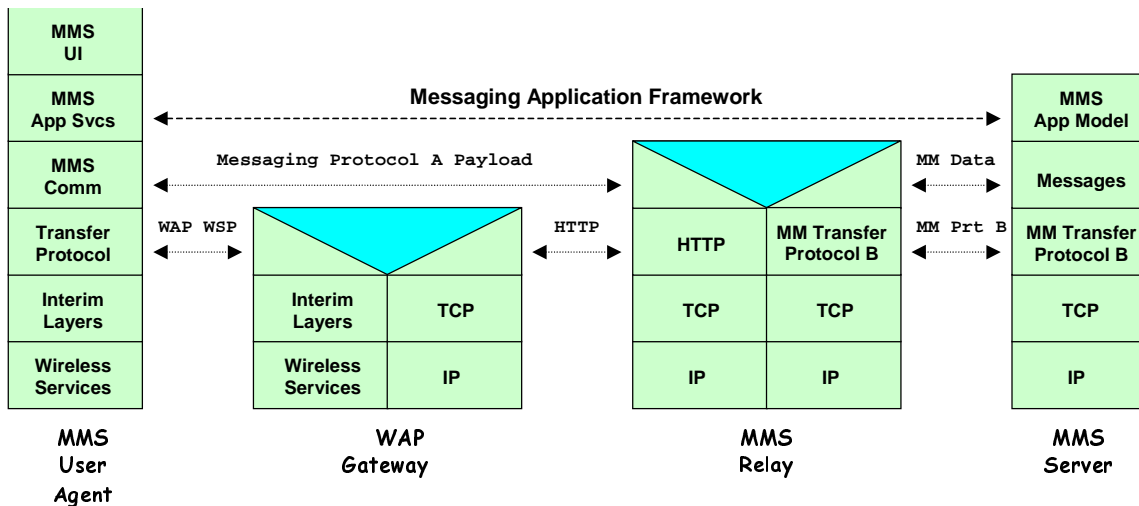 MMS
UI
MMS
App Svcs
MMS
Comm
Transfer
Protocol
Interim
Layers
Wireless
Services
MMS
User
Agent
Messaging Application Framework
Messaging Protocol A Payload
WAP WSP
Interim
Layers
TCP
Wireless
Services
IP
WAP
Gateway
HTTP
HTTP
MM Transfer
Protocol B
TCP
TCP
IP
IP
MMS
Relay
MM Data
MM Prt B
MMS
App Model
Messages
MM Transfer
Protocol B
TCP
IP
MMS
Server